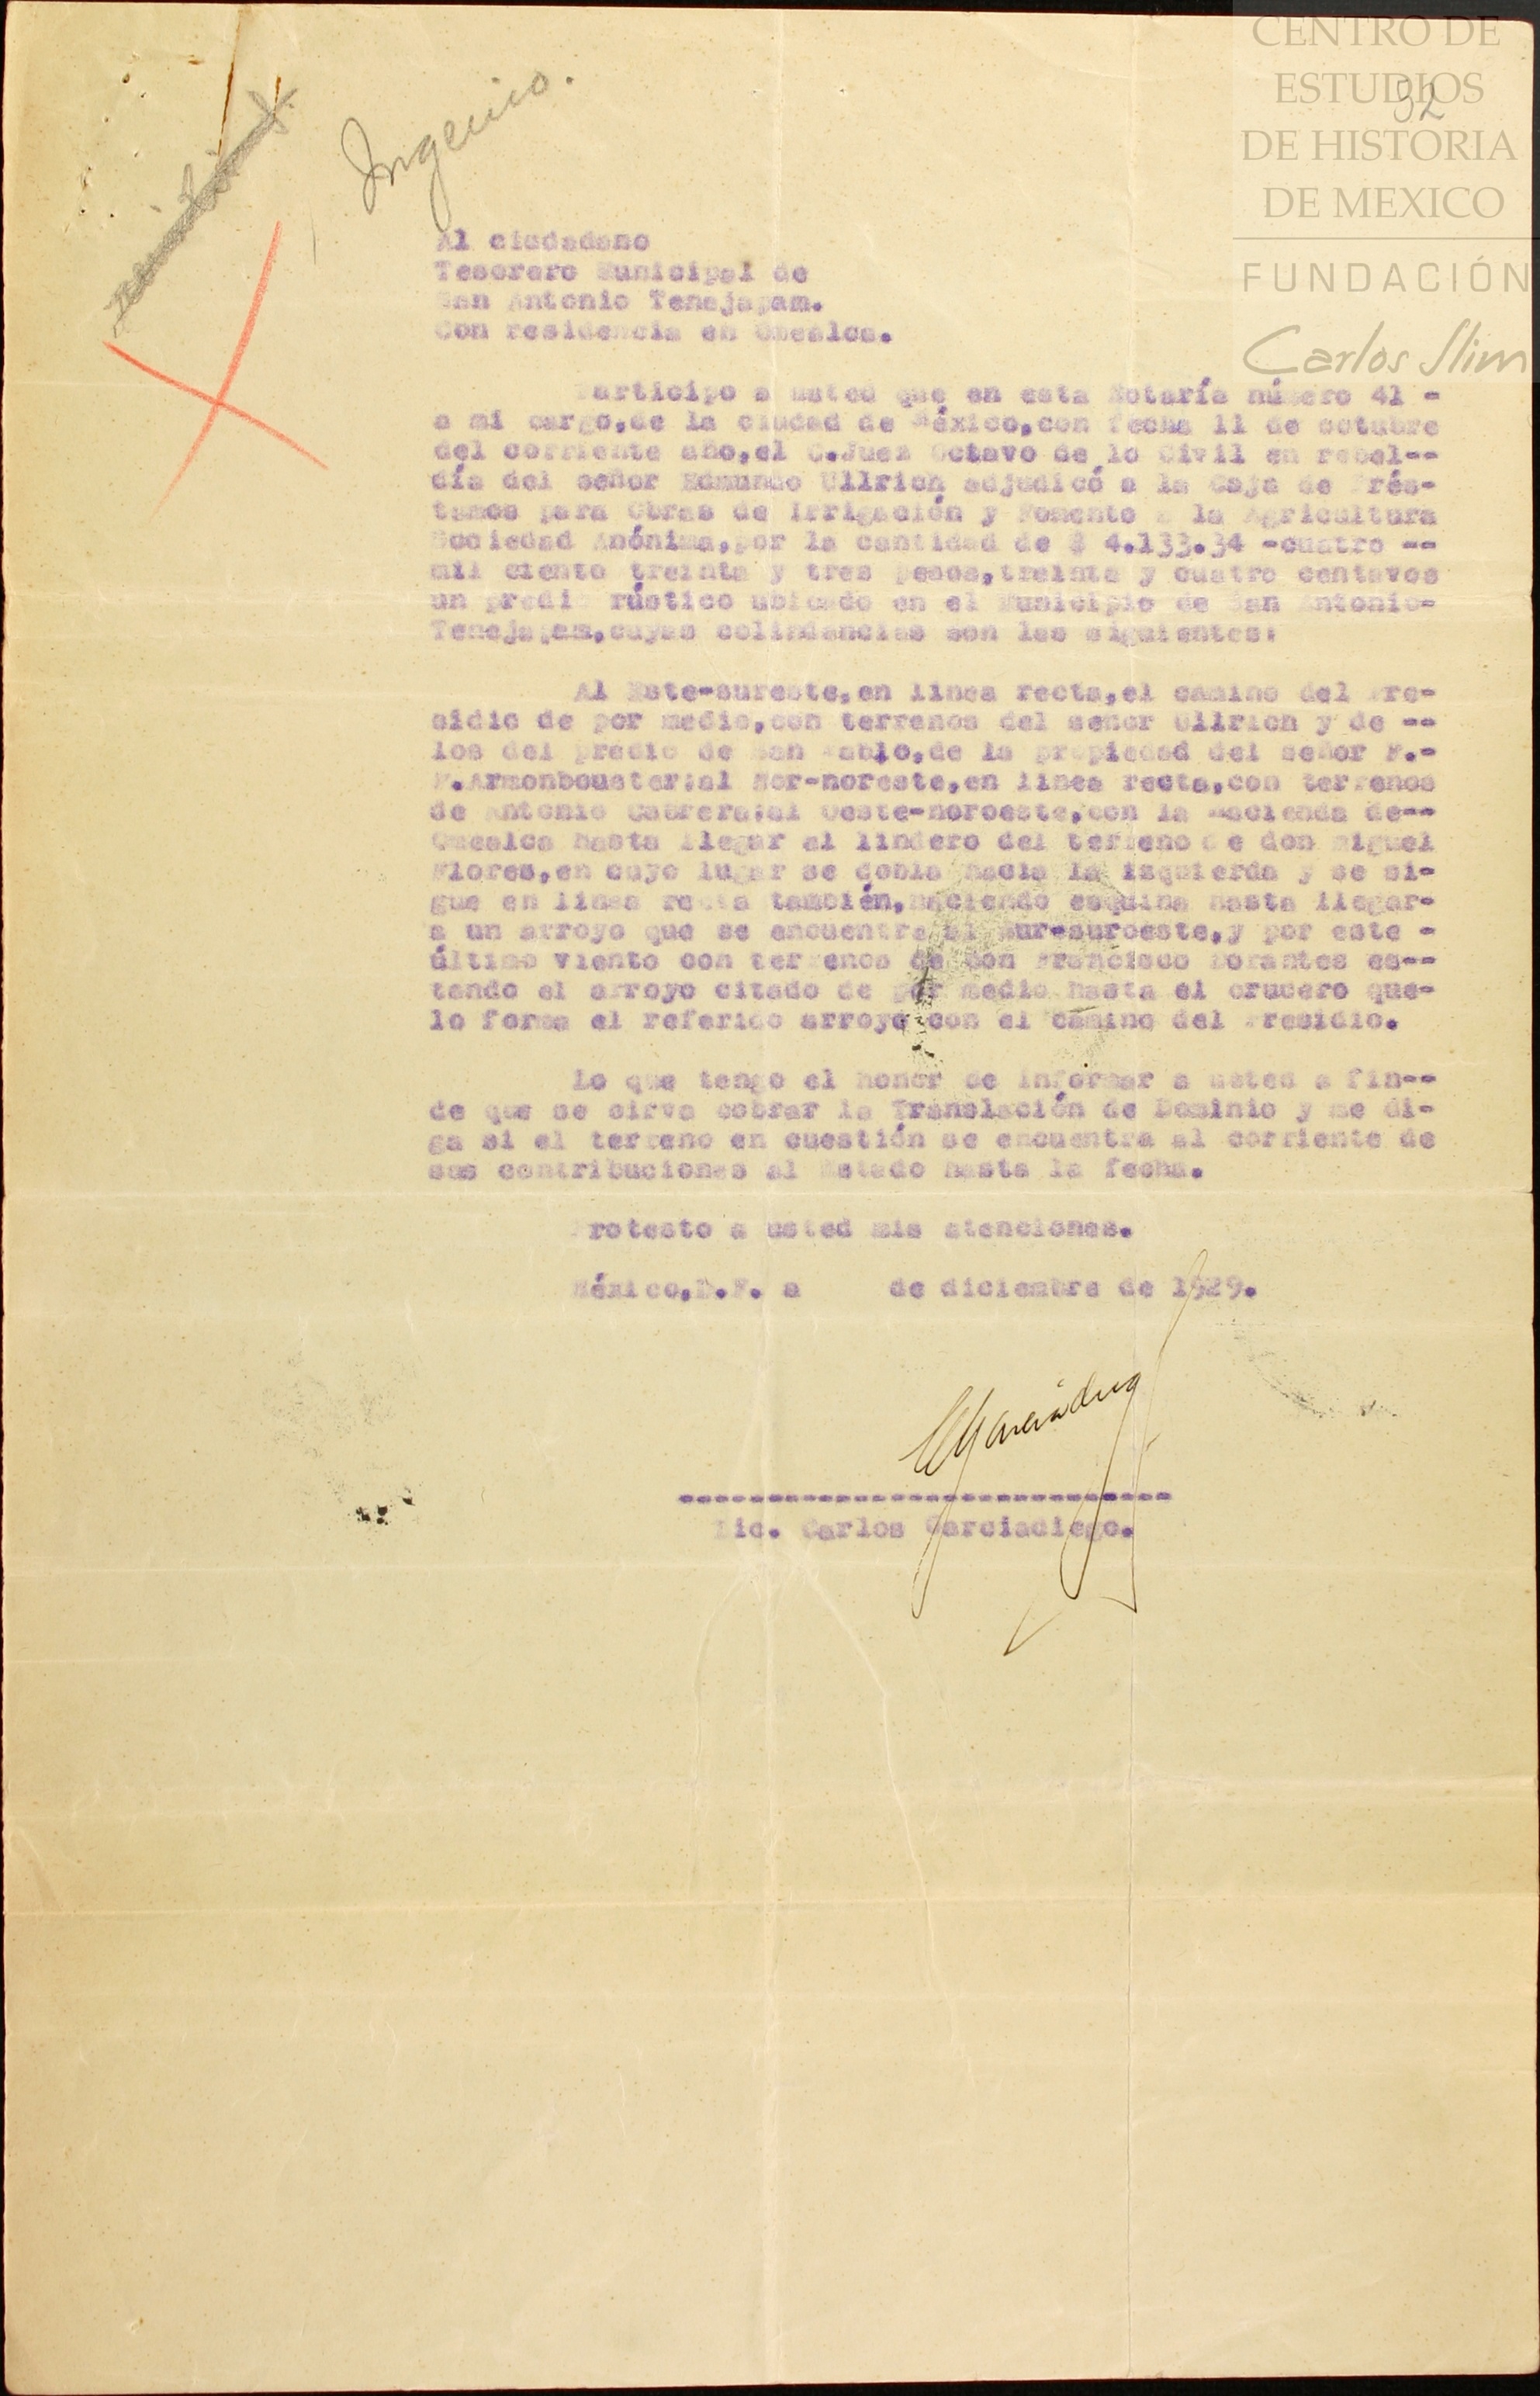 CENTRO DE
ESTUDIOS
DE HISTORIA
DE MEXICO
FUNDACIÓN
Carlos Slim
52
Ingenio.
Al ciudadano
Tesorero Municipal de
San Antonio Tenejapam.
Con residencia en Omealca.
Participo a usted que en esta Notaría número 41 -
a mi cargo,de la ciudad de México,con fecha 11 de octubre
del corriente año,el C.Juez Octavo de lo Civil en rebel--
día del señor Edmundo Ullrich adjudicó a la Caja de Prés-
tamos para Obras de Irrigación y Fomento a la Agricultura
Sociedad Anónima,por la cantidad de $ 4.133.34 -cuatro --
mil ciento treinta y tres pesos,treinta y cuatro centavos
un predio rústico ubicado en el Municipio de San Antonio-
Tenejapam,cuyas colindancias son las siguientes:
Al Este-sureste,en linea recta,el camino del Pre-
sidio de por medio,con terrenos del señor Ullrich y de --
los del predio de San Pablo,de la propiedad del señor F.-
F.Armonbouster;al Nor-noreste,en linea recta,con terrenos
de Antonio Cabrera;al Oeste-noroeste,con la Hacienda de--
Omealca hasta llegar al lindero del terreno de don Miguel
Flores,en cuyo lugar se dobla hacia la izquierda y se si-
gue en linea recta también,haciendo esquina hasta llegar-
a un arroyo que se encuentra al Sur-suroeste,y por este -
último viento con terrenos de don Francisco Dorantes es--
tando el arroyo citado de por medio hasta el crucero que-
lo forma el referido arroyo con el camino del Presidio.
Lo que tengo el honor de informar a usted a fin--
de que se sirva cobrar la Translación de Dominio y me di-
ga si el terreno en cuestión se encuentra al corriente de
sus contribuciones al Estado hasta la fecha.
Protesto a usted mis atenciones.
México,D.F. a de diciembre de 1929.
Lic. Carlos Garciadiego.